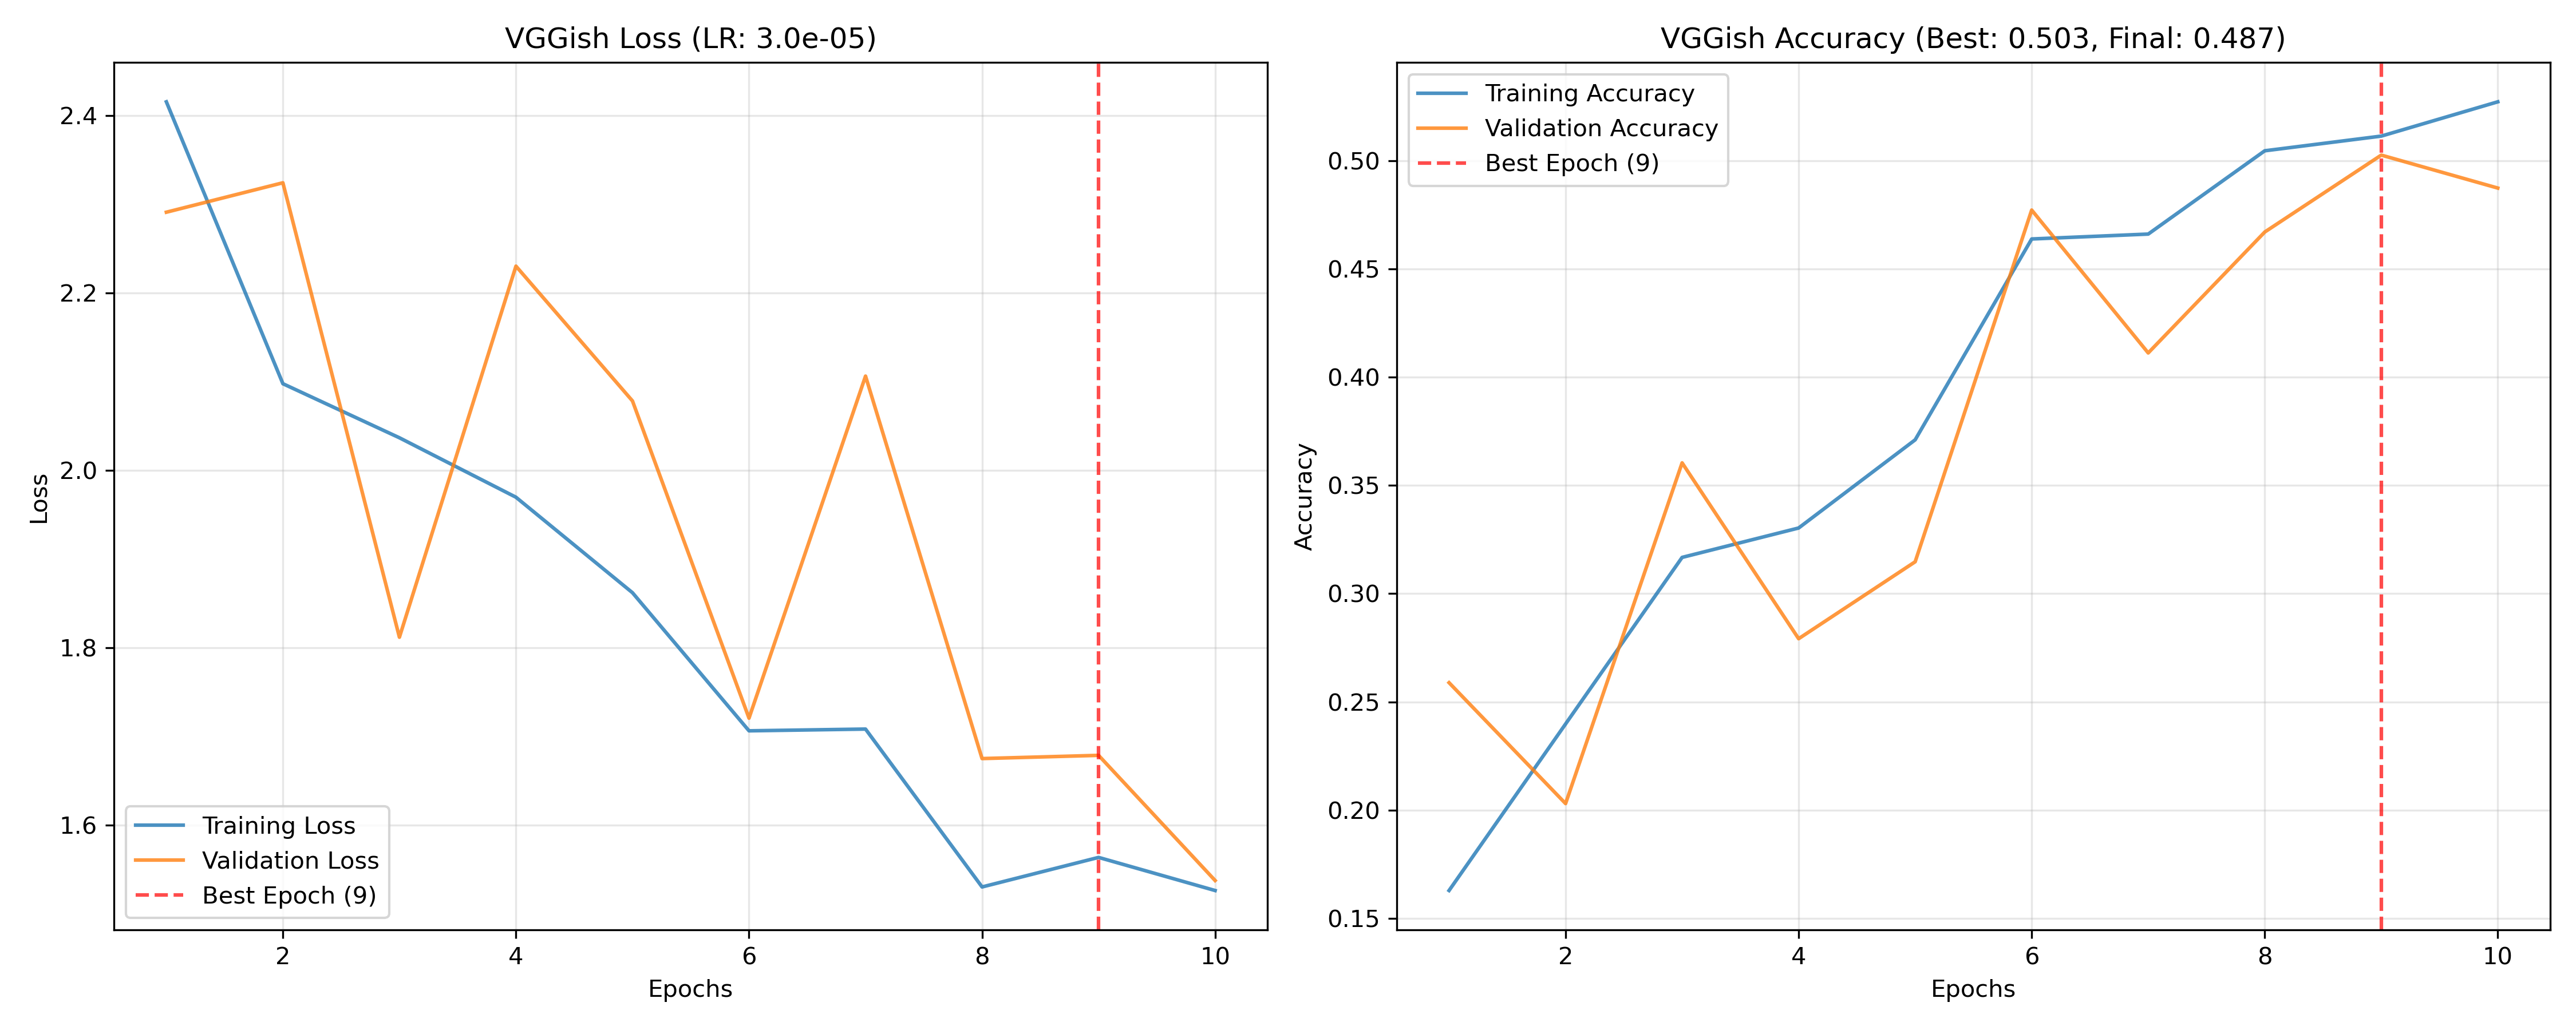 VGGish Loss (LR: 3.0e-05)
Loss
2.4
2.2
2.0
1.8
1.6
Training Loss
Validation Loss
Best Epoch (9)
2 4 6 8 10
Epochs
VGGish Accuracy (Best: 0.503, Final: 0.487)
Accuracy
Training Accuracy
Validation Accuracy
Best Epoch (9)
0.50
0.45
0.40
0.35
0.30
0.25
0.20
0.15
2 4 6 8 10
Epochs